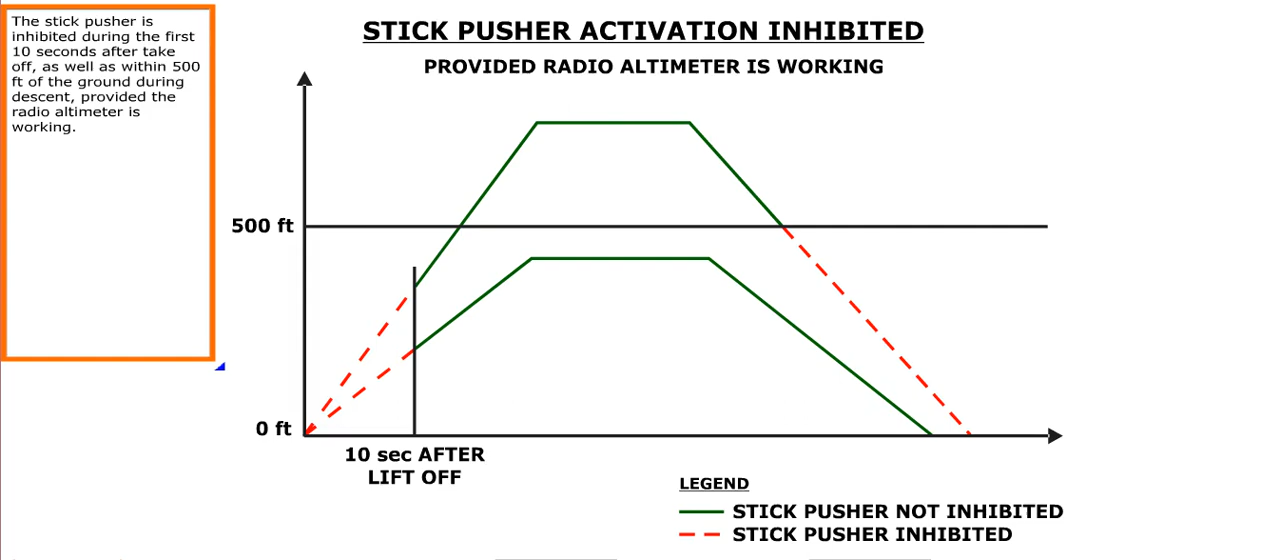 The stick pusher is
inhibited during the first
10 seconds after take
off, as well as within 500
ft of the ground during
descent, provided the
radio altimeter is
working.
STICK PUSHER ACTIVATION INHIBITED
PROVIDED RADIO ALTIMETER IS WORKING
500 ft
0 ft
10 sec AFTER
LIFT OFF
LEGEND
STICK PUSHER NOT INHIBITED
STICK PUSHER INHIBITED